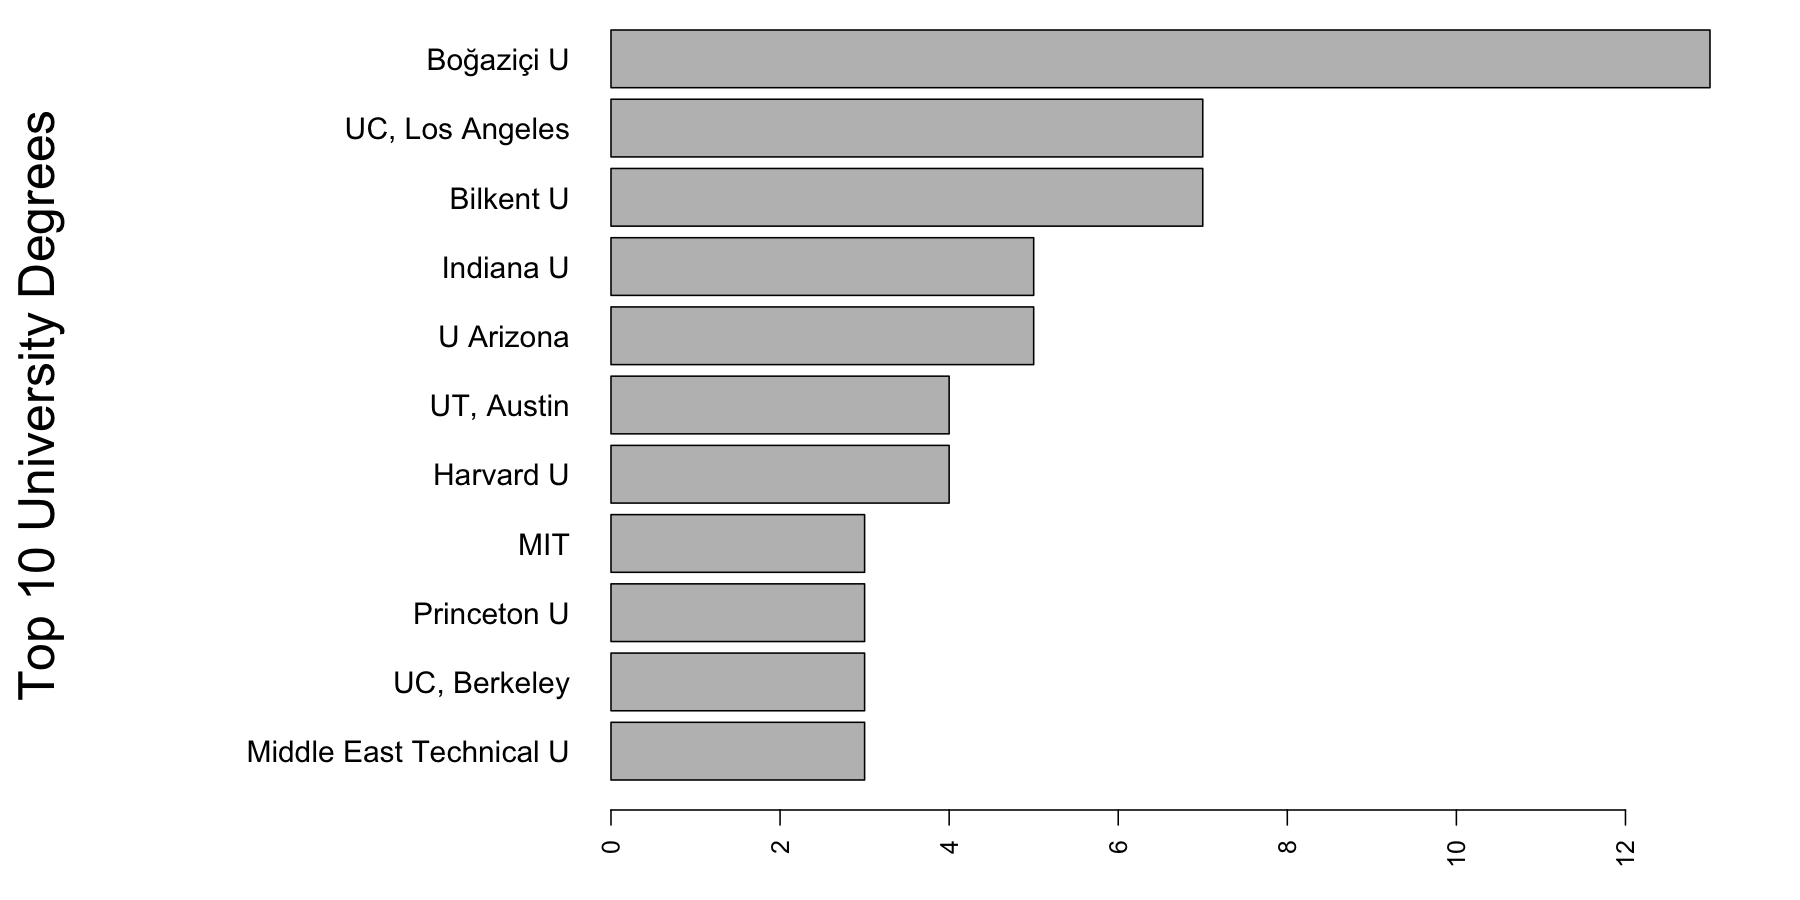 Top 10 University Degrees
Boğaziçi U
UC, Los Angeles
Bilkent U
Indiana U
U Arizona
UT, Austin
Harvard U
MIT
Princeton U
UC, Berkeley
Middle East Technical U
0 2 4 6 8 10 12